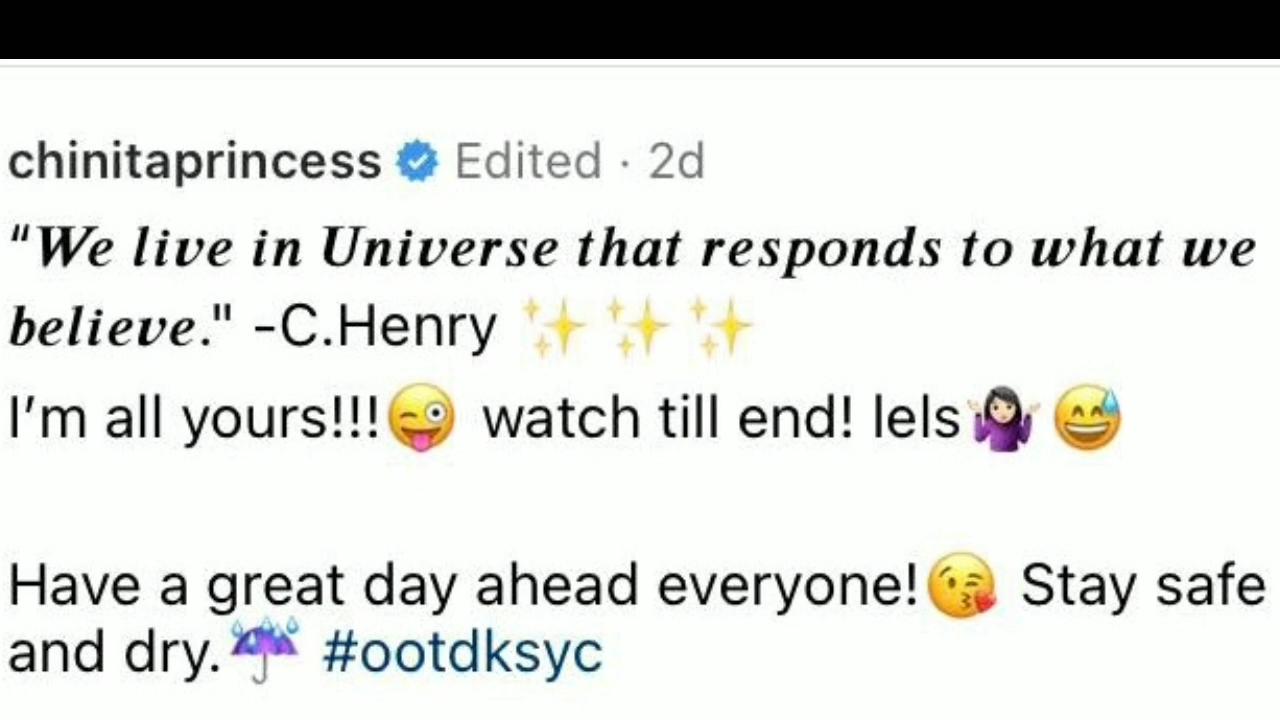 chinitaprincess Edited · 2d
“We live in Universe that responds to what we
believe." -C.Henry ✨✨✨
I’m all yours!!!😜 watch till end! lels🤷🏻‍♀️😅
Have a great day ahead everyone!😘 Stay safe
and dry.☔ #ootdksyc